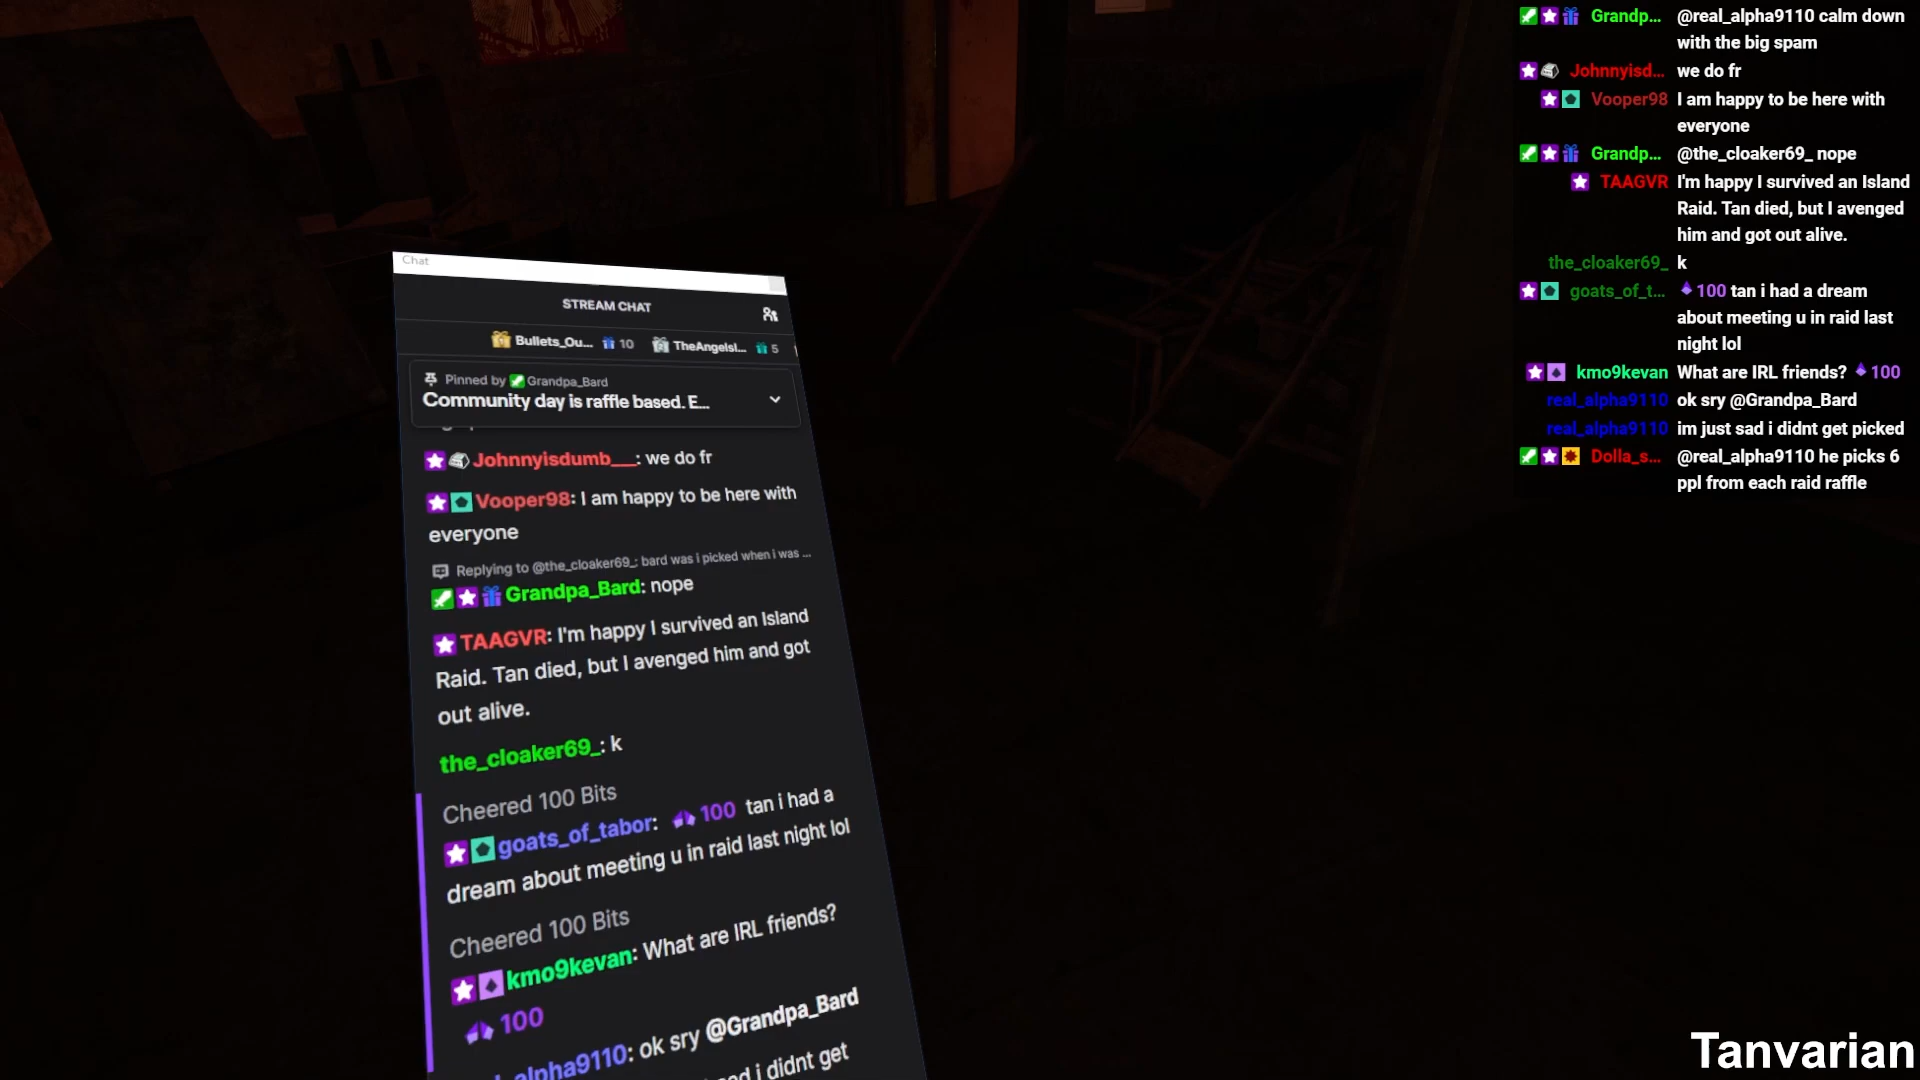 Chat
STREAM CHAT
Bullets_Ou... 10 TheAngelsl... 5
Pinned by Grandpa_Bard
Community day is raffle based. E...
Johnnyisdumb__: we do fr
Vooper98: I am happy to be here with
everyone
Replying to @the_cloaker69_: bard was i picked when i was ...
Grandpa_Bard: nope
TAAGVR: I'm happy I survived an Island
Raid. Tan died, but I avenged him and got
out alive.
the_cloaker69_: k
Cheered 100 Bits
goats_of_tabor: 100 tan i had a
dream about meeting u in raid last night lol
Cheered 100 Bits
kmo9kevan: What are IRL friends?
100
alpha9110: ok sry @Grandpa_Bard
i didnt get
Grandp... @real_alpha9110 calm down
with the big spam
Johnnyisd... we do fr
Vooper98 I am happy to be here with
everyone
Grandp... @the_cloaker69_ nope
TAAGVR I'm happy I survived an Island
Raid. Tan died, but I avenged
him and got out alive.
the_cloaker69_ k
goats_of_t... 100 tan i had a dream
about meeting u in raid last
night lol
kmo9kevan What are IRL friends? 100
real_alpha9110 ok sry @Grandpa_Bard
real_alpha9110 im just sad i didnt get picked
Dolla_s... @real_alpha9110 he picks 6
ppl from each raid raffle
Tanvarian